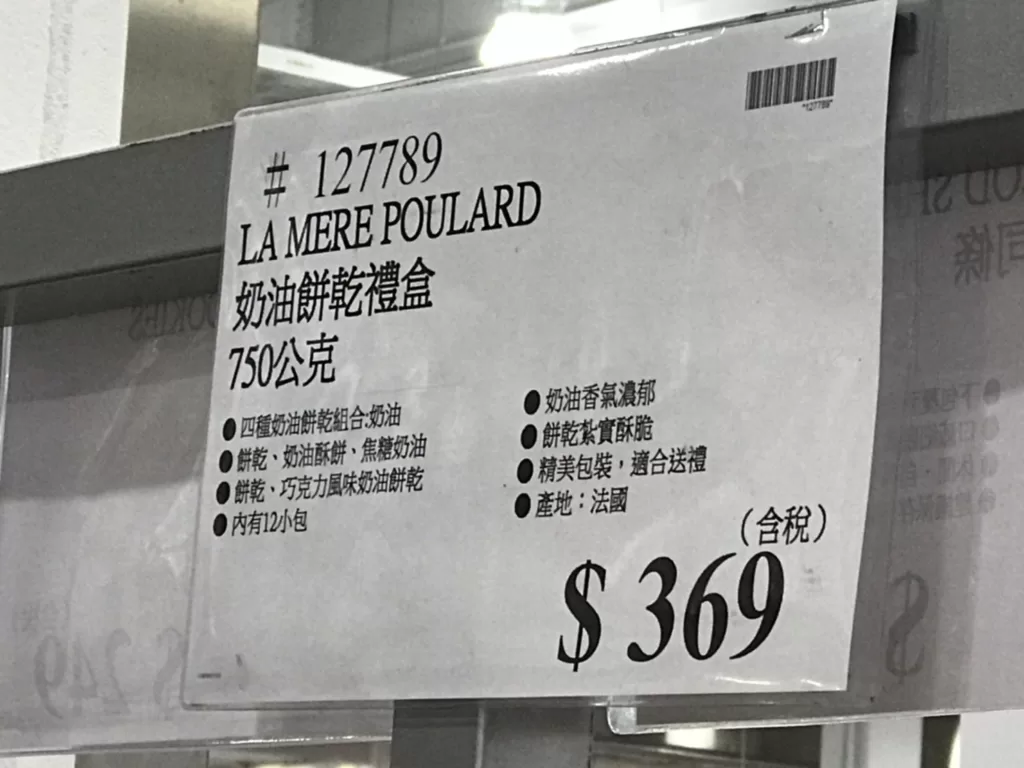 "127789"
# 127789
LA MERE POULARD
奶油餅乾禮盒
750公克
● 四種奶油餅乾組合:奶油
● 餅乾、奶油酥餅、焦糖奶油
● 餅乾、巧克力風味奶油餅乾
● 內有12小包
● 奶油香氣濃郁
● 餅乾紮實酥脆
● 精美包裝，適合送禮
● 產地：法國
（含稅）
$ 369
OKIES
$ 249
同條
$